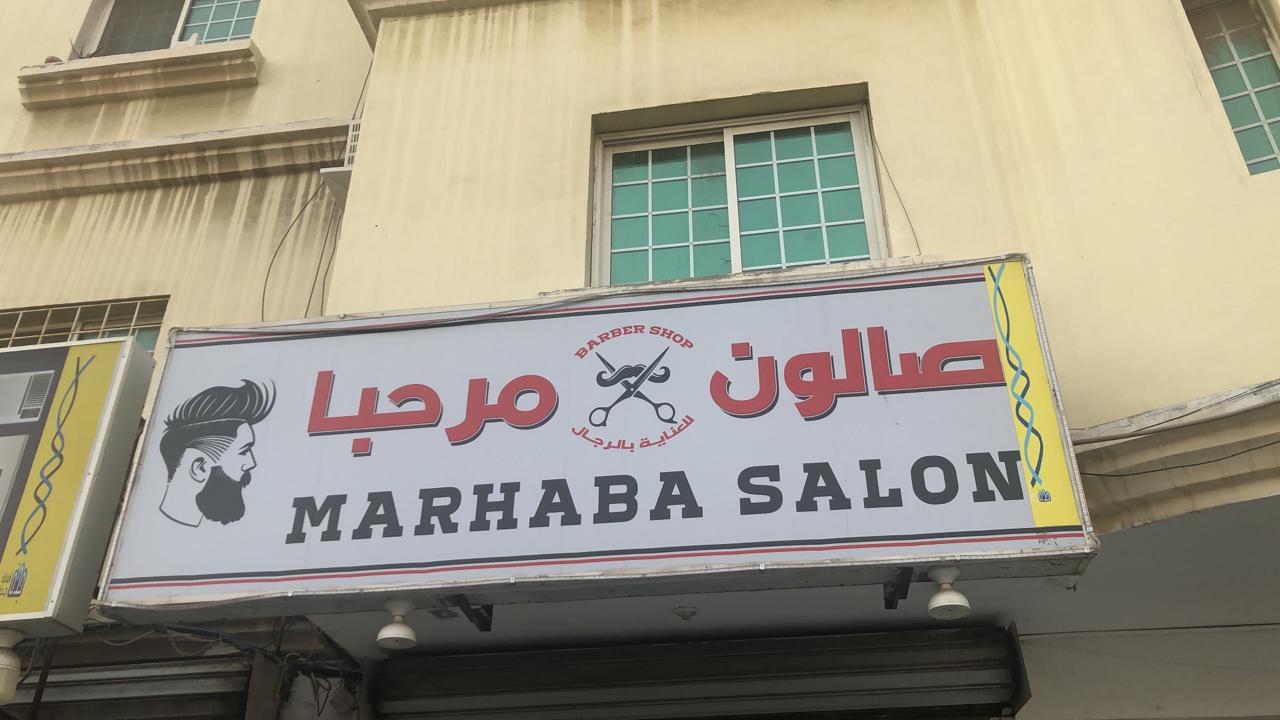 صالون مرحبا
BARBER SHOP
للعناية بالرجال
MARHABA SALON